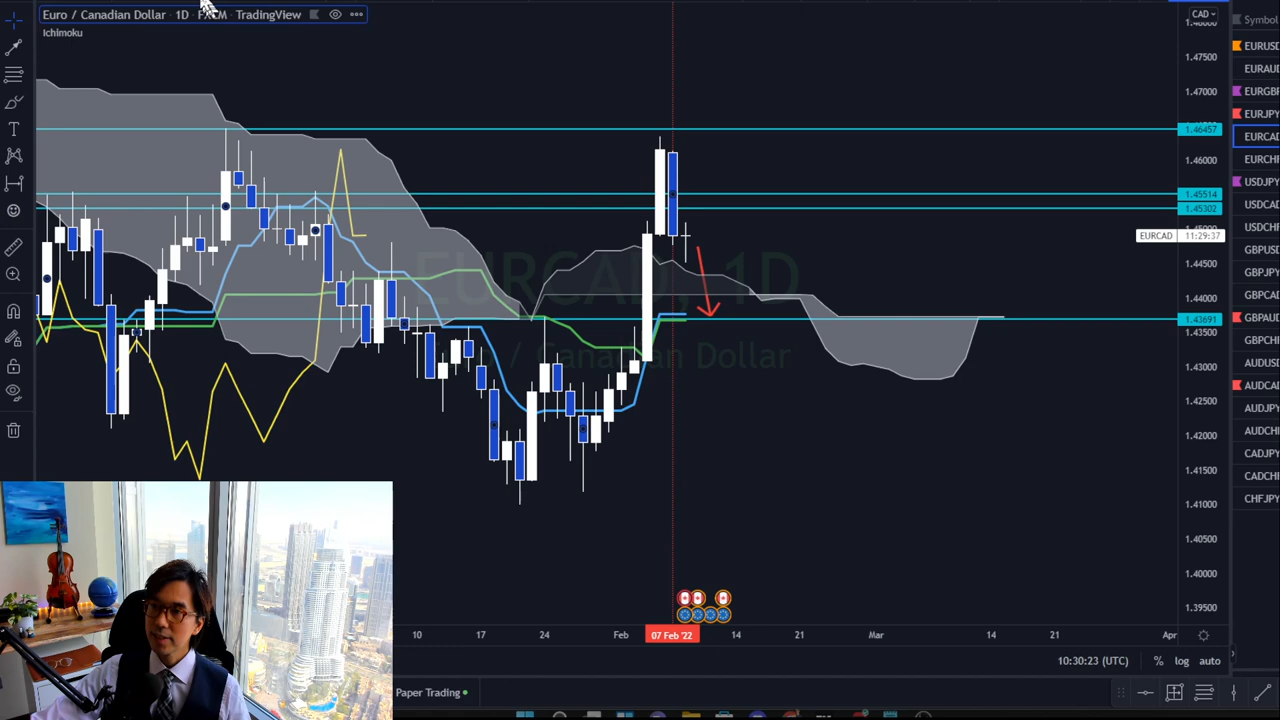 Euro / Canadian Dollar · 1D · FXCM · TradingView
Ichimoku
CAD
1.47500
1.47000
1.46457
1.46000
1.45514
1.45302
EURCAD 11:29:37
1.44500
1.44000
1.43691
1.43500
1.43000
1.42500
1.42000
1.41500
1.41000
1.40500
1.40000
1.39500
EURCAD, 1D
Euro / Canadian Dollar
10 17 24 Feb 07 Feb '22 14 21 Mar 14 21 Apr
10:30:23 (UTC) % log auto
Paper Trading
Symbol
EURUSD
EURAUD
EURGBP
EURJPY
EURCAD
EURCHF
USDJPY
USDCAD
USDCHF
GBPUSD
GBPJPY
GBPCAD
GBPAUD
GBPCHF
AUDUSD
AUDCAD
AUDJPY
AUDCHF
CADJPY
CADCHF
CHFJPY